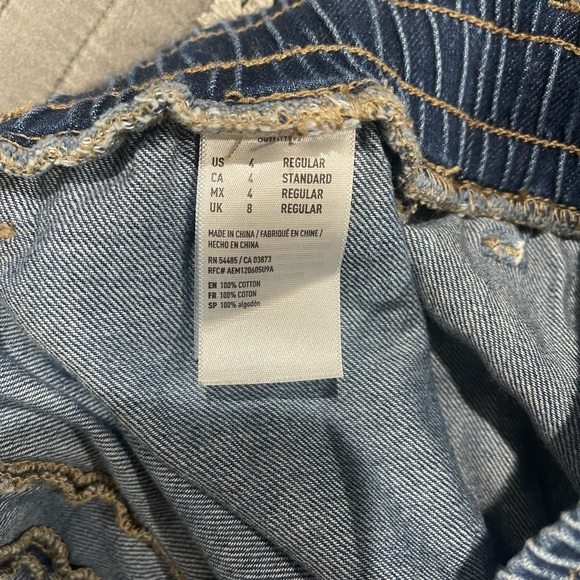 OUTFITTERS
US 4 REGULAR
CA 4 STANDARD
MX 4 REGULAR
UK 8 REGULAR
MADE IN CHINA / FABRIQUÉ EN CHINE /
HECHO EN CHINA
RN 54485 / CA 03873
RFC# AEM120605U9A
EN 100% COTTON
FR 100% COTON
SP 100% algodón